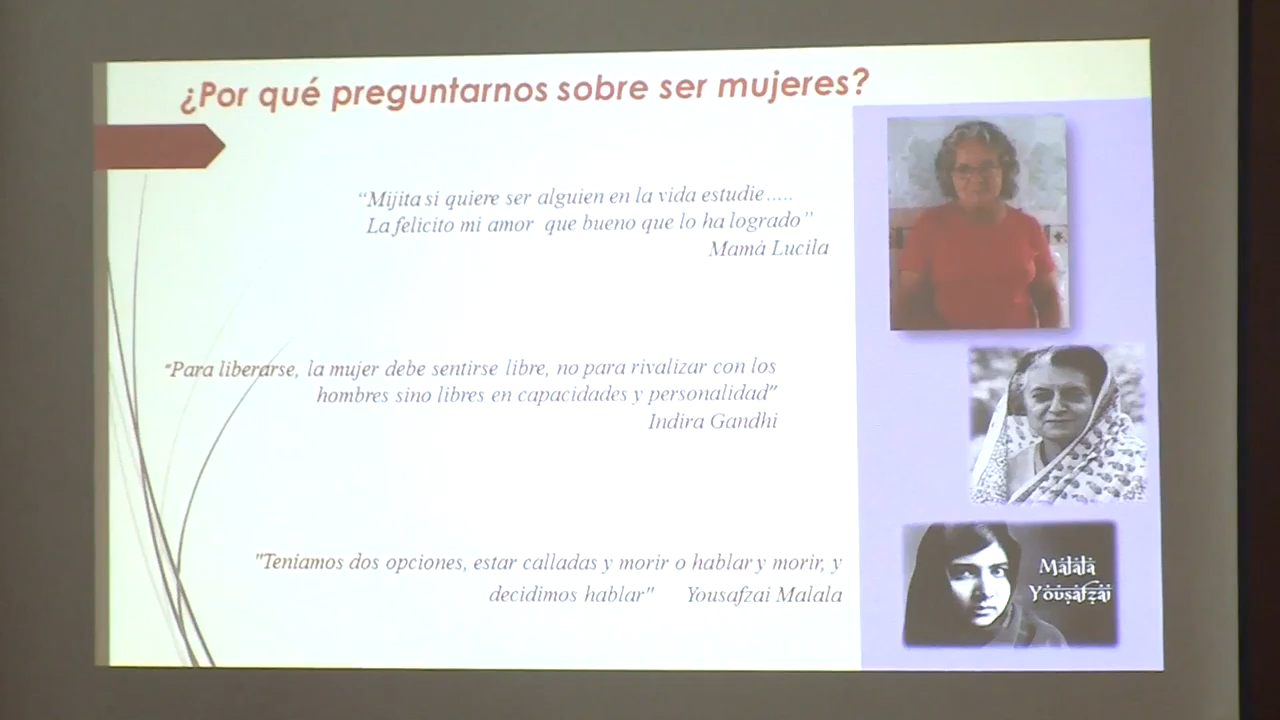 ¿Por qué preguntarnos sobre ser mujeres?
“Mijita si quiere ser alguien en la vida estudie.....
La felicito mi amor que bueno que lo ha logrado”
Mamá Lucila
“Para liberarse, la mujer debe sentirse libre, no para rivalizar con los
hombres sino libres en capacidades y personalidad”
Indira Gandhi
"Teníamos dos opciones, estar calladas y morir o hablar y morir, y
decidimos hablar" Yousafzai Malala
Malala
Yousafzai